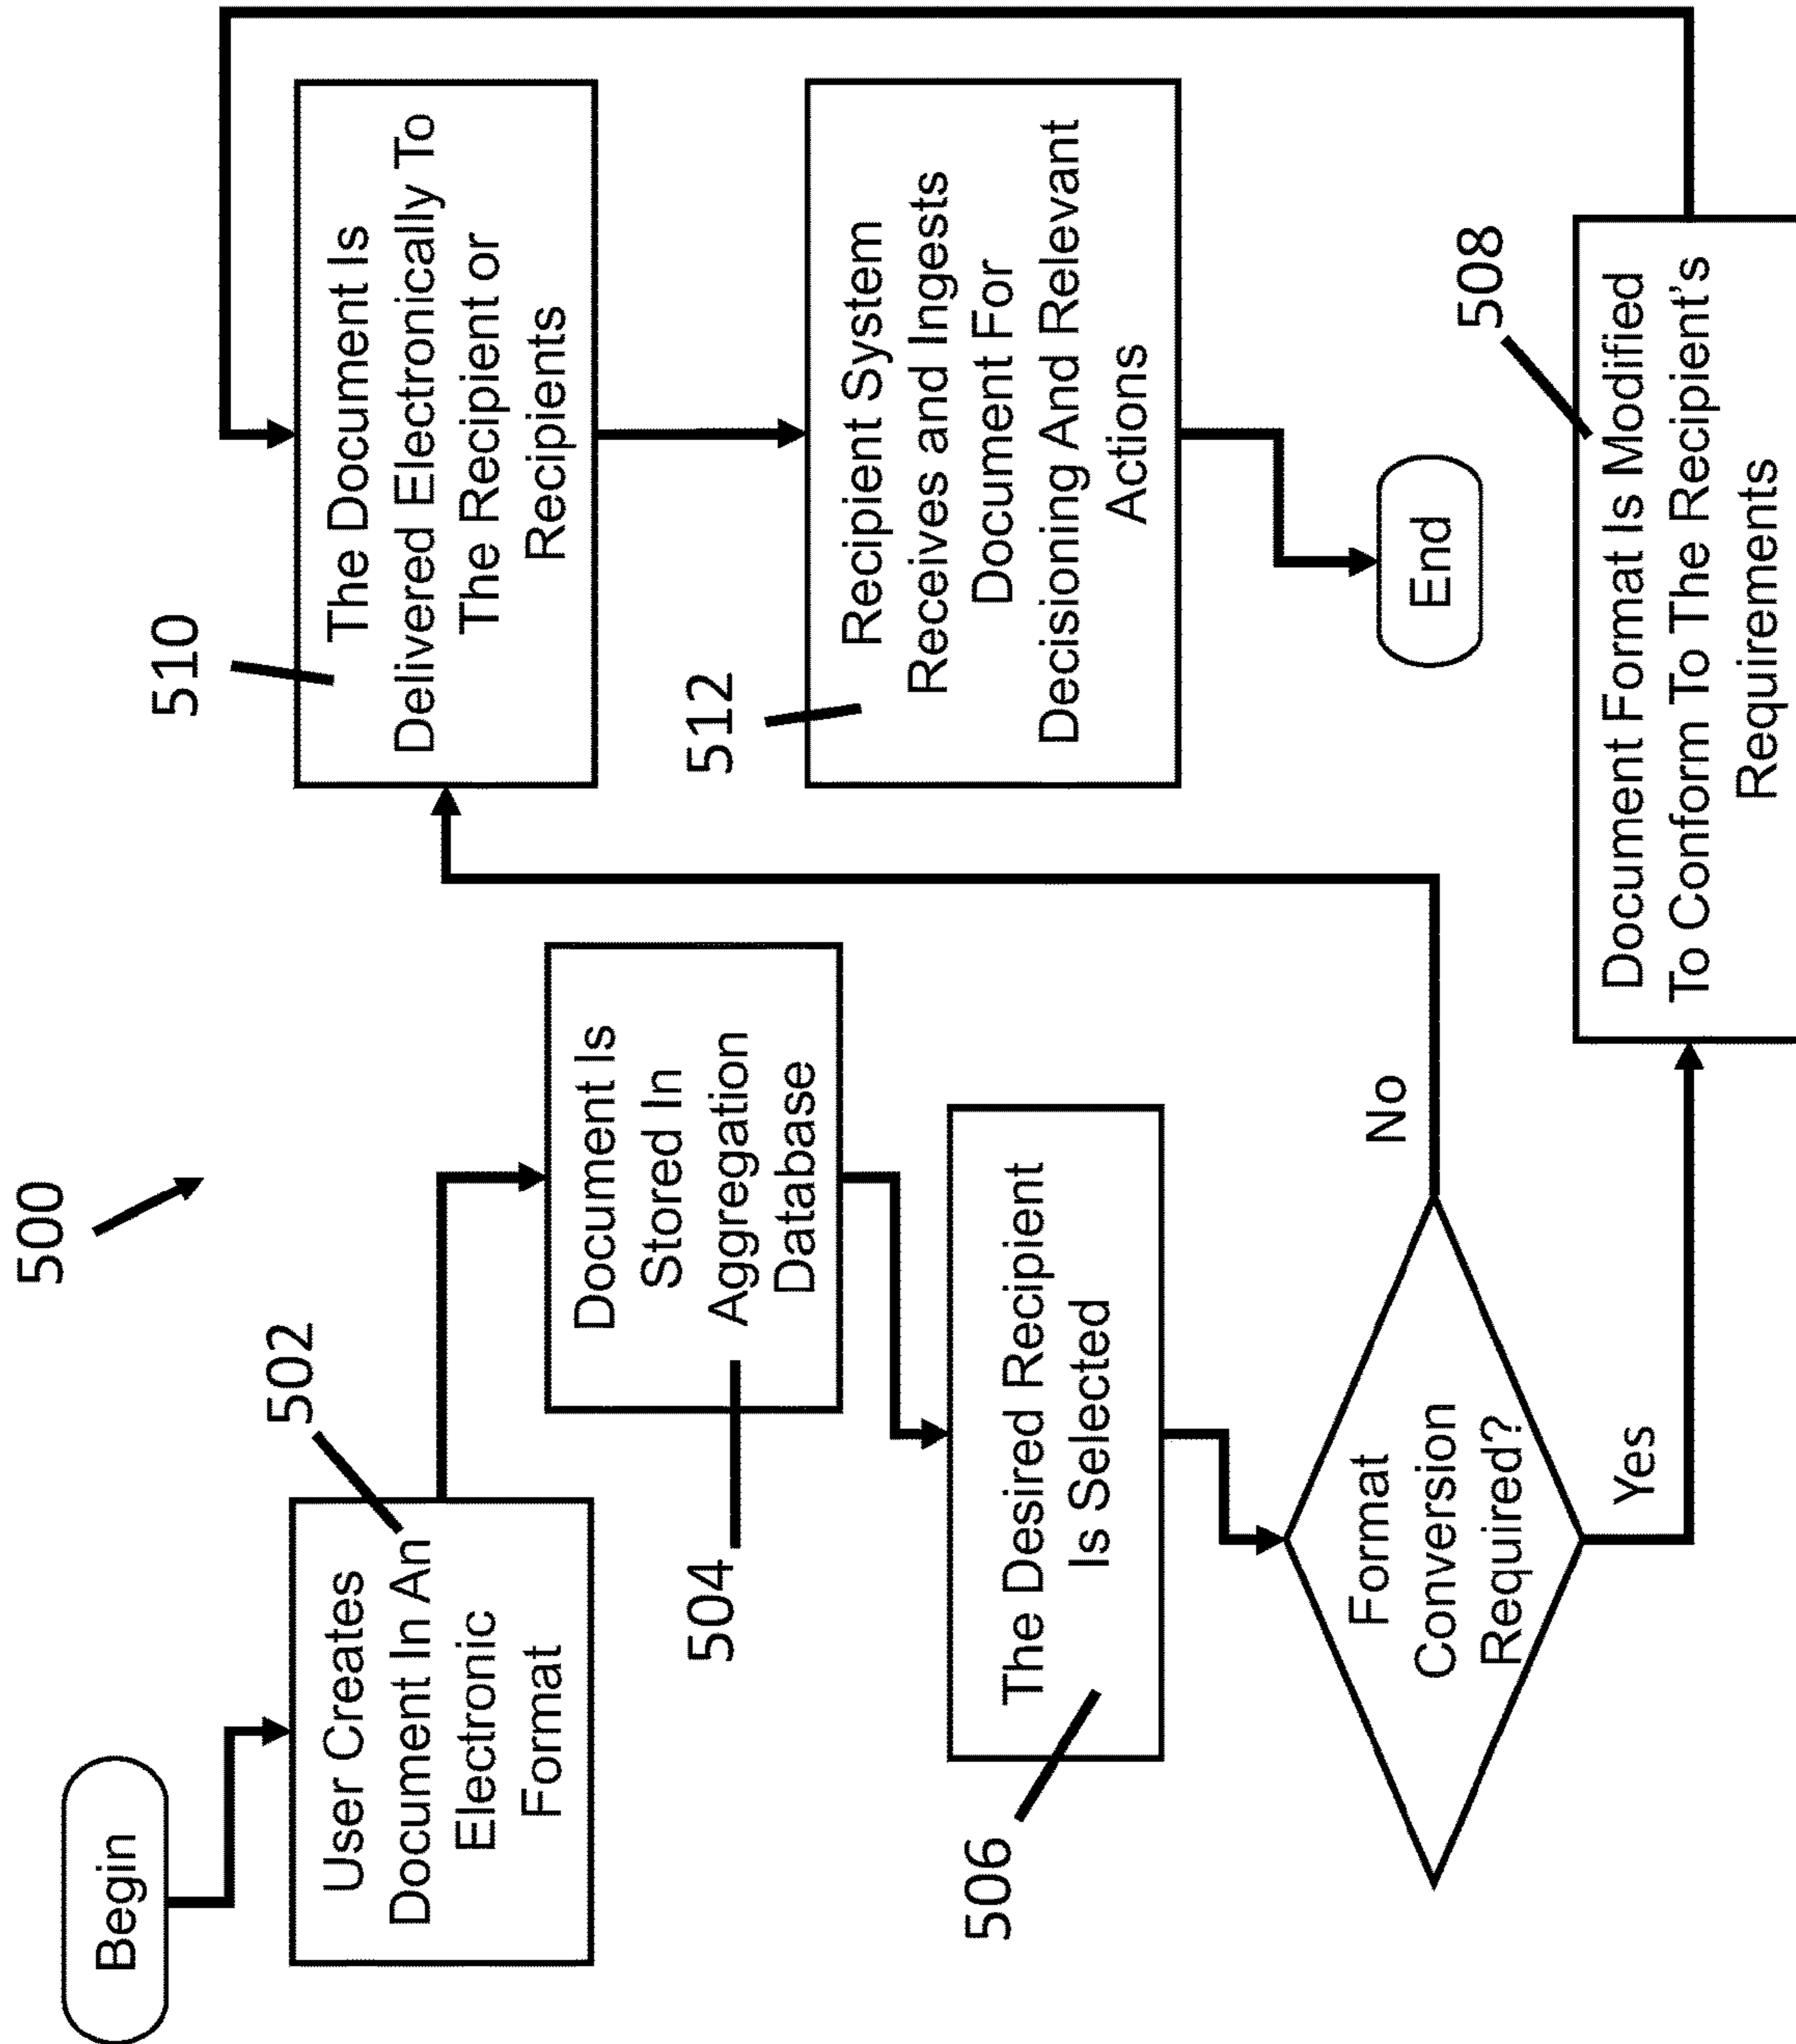 500
Begin
502
User Creates
Document In An
Electronic
Format
504
Document Is
Stored In
Aggregation
Database
506
The Desired Recipient
Is Selected
Format
Conversion
Required?
No
Yes
508
Document Format Is Modified
To Conform To The Recipient's
Requirements
510
The Document Is
Delivered Electronically To
The Recipient or
Recipients
512
Recipient System
Receives and Ingests
Document For
Decisioning And Relevant
Actions
End